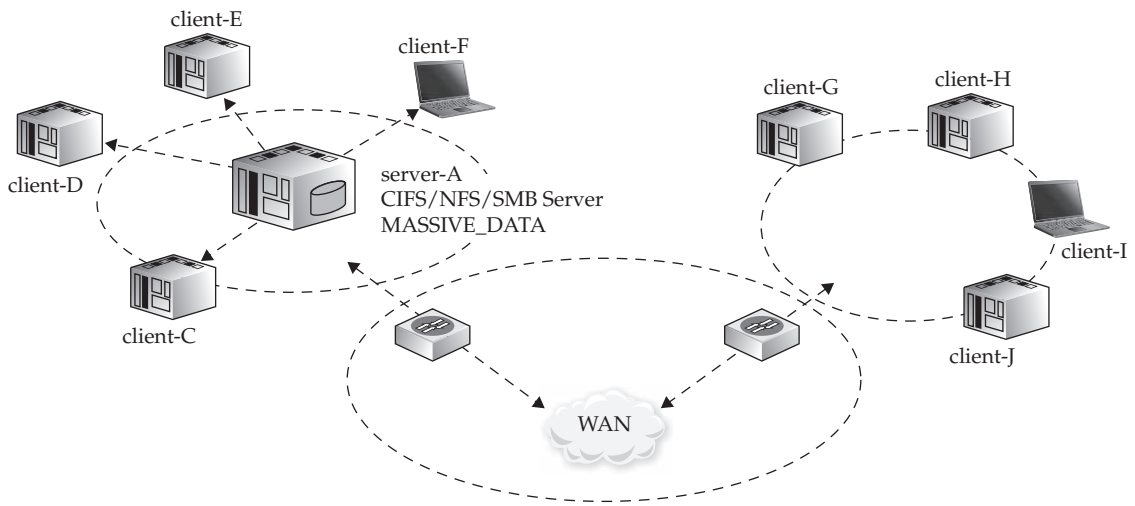 client-E
client-F
client-H
client-G
client-D
server-A
CIFS/NFS/SMB Server
MASSIVE_DATA
client-I
client-C
client-J
WAN